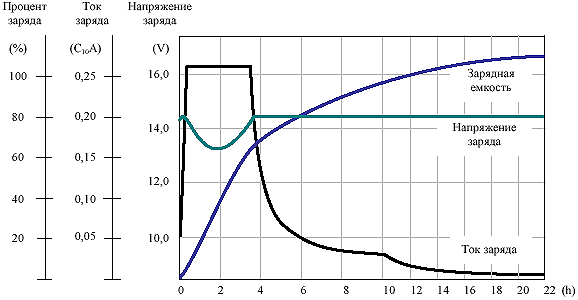 Процент Ток Напряжение
заряда заряда заряда
(%) (C₁₀A) (V)
100 0,25 16,0
Зарядная
емкость
80 0,20 14,0
Напряжение
заряда
60 0,15
40 0,10 12,0
20 0,05 10,0
Ток заряда
0 2 4 6 8 10 12 14 16 18 20 22 (h)